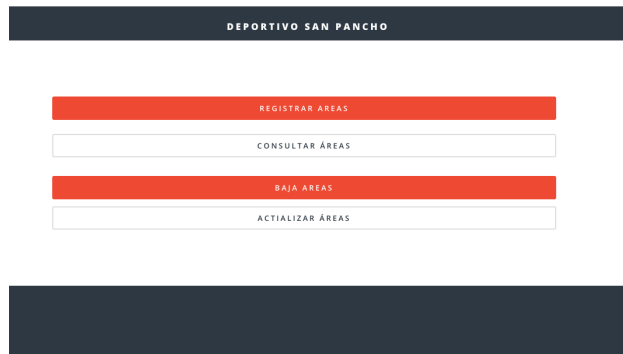 DEPORTIVO SAN PANCHO
REGISTRAR AREAS
CONSULTAR ÁREAS
BAJA AREAS
ACTIALIZAR ÁREAS